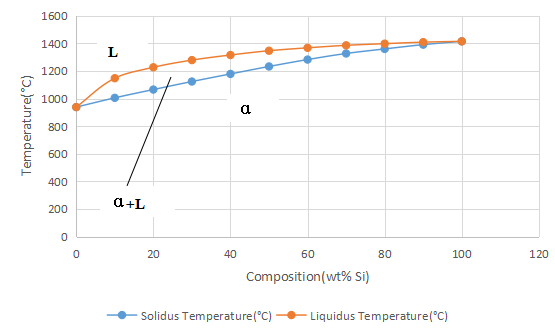 1600
1400
1200
1000
800
600
400
200
0
Temperature(°C)
L
α
α+L
0 20 40 60 80 100 120
Composition(wt% Si)
Solidus Temperature(°C) Liquidus Temperature(°C)